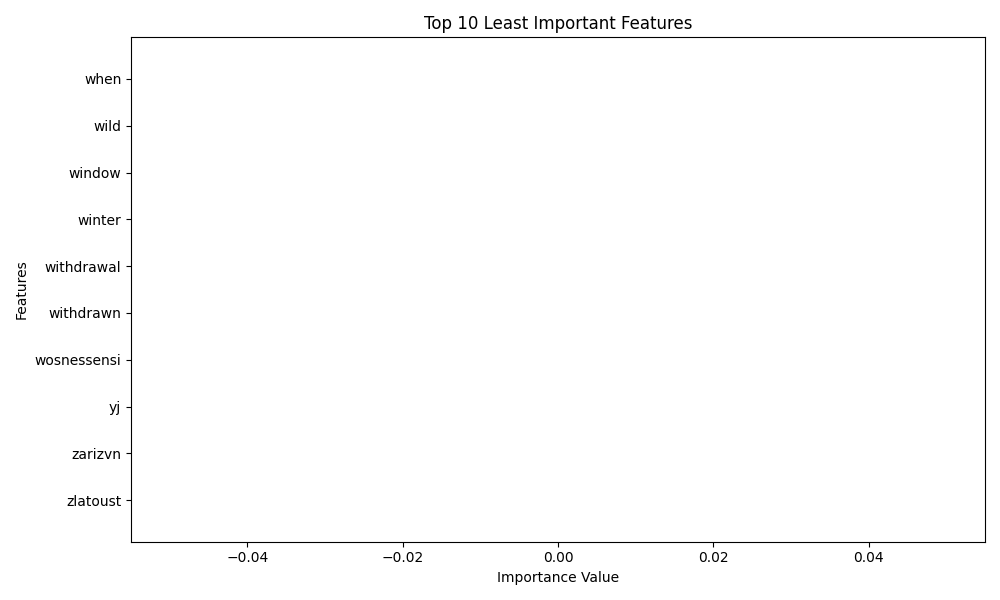 Top 10 Least Important Features
Features
when
wild
window
winter
withdrawal
withdrawn
wosnessensi
yj
zarizvn
zlatoust
−0.04
−0.02
0.00
0.02
0.04
Importance Value